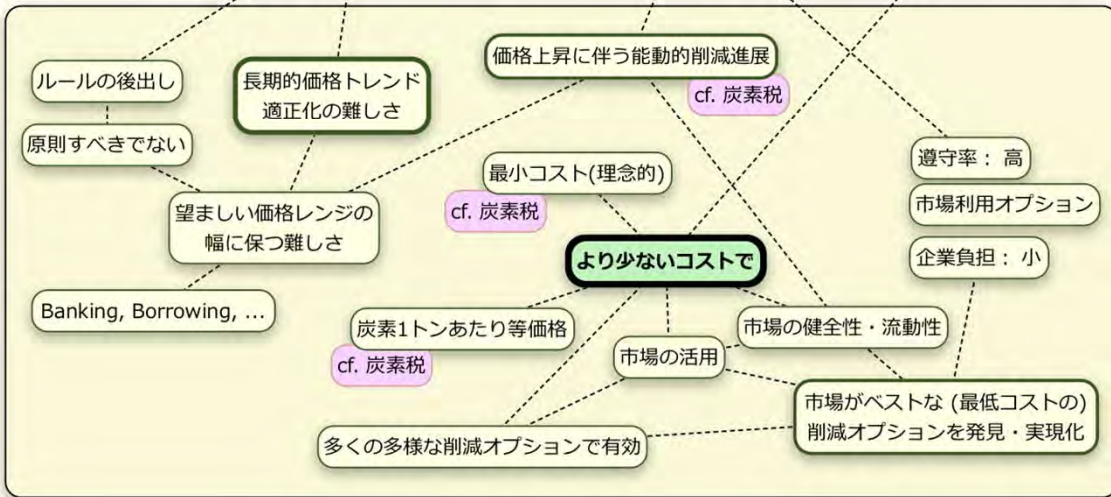 ルールの後出し
長期的価格トレンド
適正化の難しさ
価格上昇に伴う能動的削減進展
cf. 炭素税
原則すべきでない
最小コスト(理念的)
cf. 炭素税
遵守率： 高
市場利用オプション
企業負担： 小
望ましい価格レンジの
幅に保つ難しさ
より少ないコストで
Banking, Borrowing, ...
炭素1トンあたり等価格
cf. 炭素税
市場の活用
市場の健全性・流動性
多くの多様な削減オプションで有効
市場がベストな (最低コストの)
削減オプションを発見・実現化